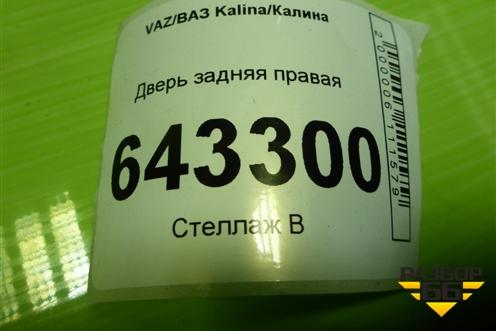 VAZ/ВАЗ Kalina/Калина
Дверь задняя правая
643300
Стеллаж В
2000006111579
РАЗБОР
66